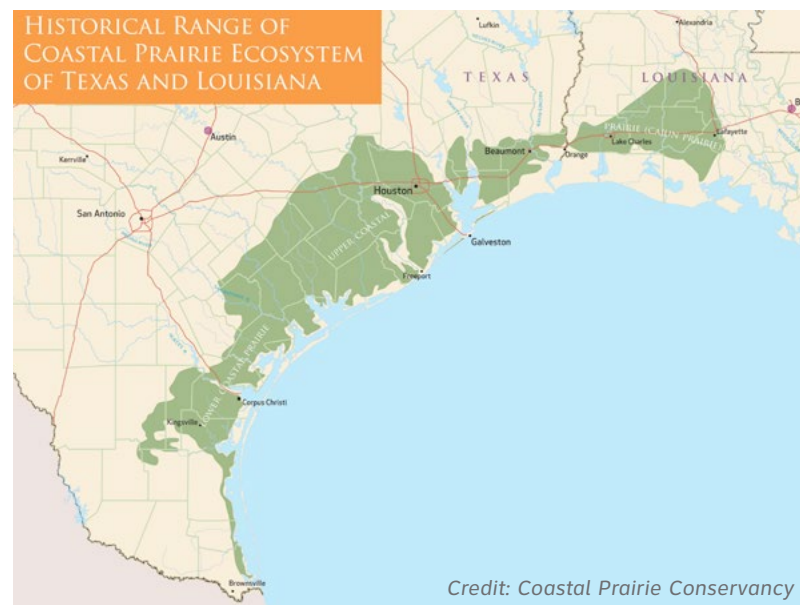 HISTORICAL RANGE OF
COASTAL PRAIRIE ECOSYSTEM
OF TEXAS AND LOUISIANA
Lufkin
Alexandria
TEXAS
LOUISIANA
Austin
PRAIRIE (CAJUN PRAIRIE)
Lafayette
Lake Charles
Beaumont
Orange
Kerrville
Houston
San Antonio
UPPER COASTAL
Galveston
Freeport
LOWER COASTAL PRAIRIE
Corpus Christi
Kingsville
Brownsville
Credit: Coastal Prairie Conservancy